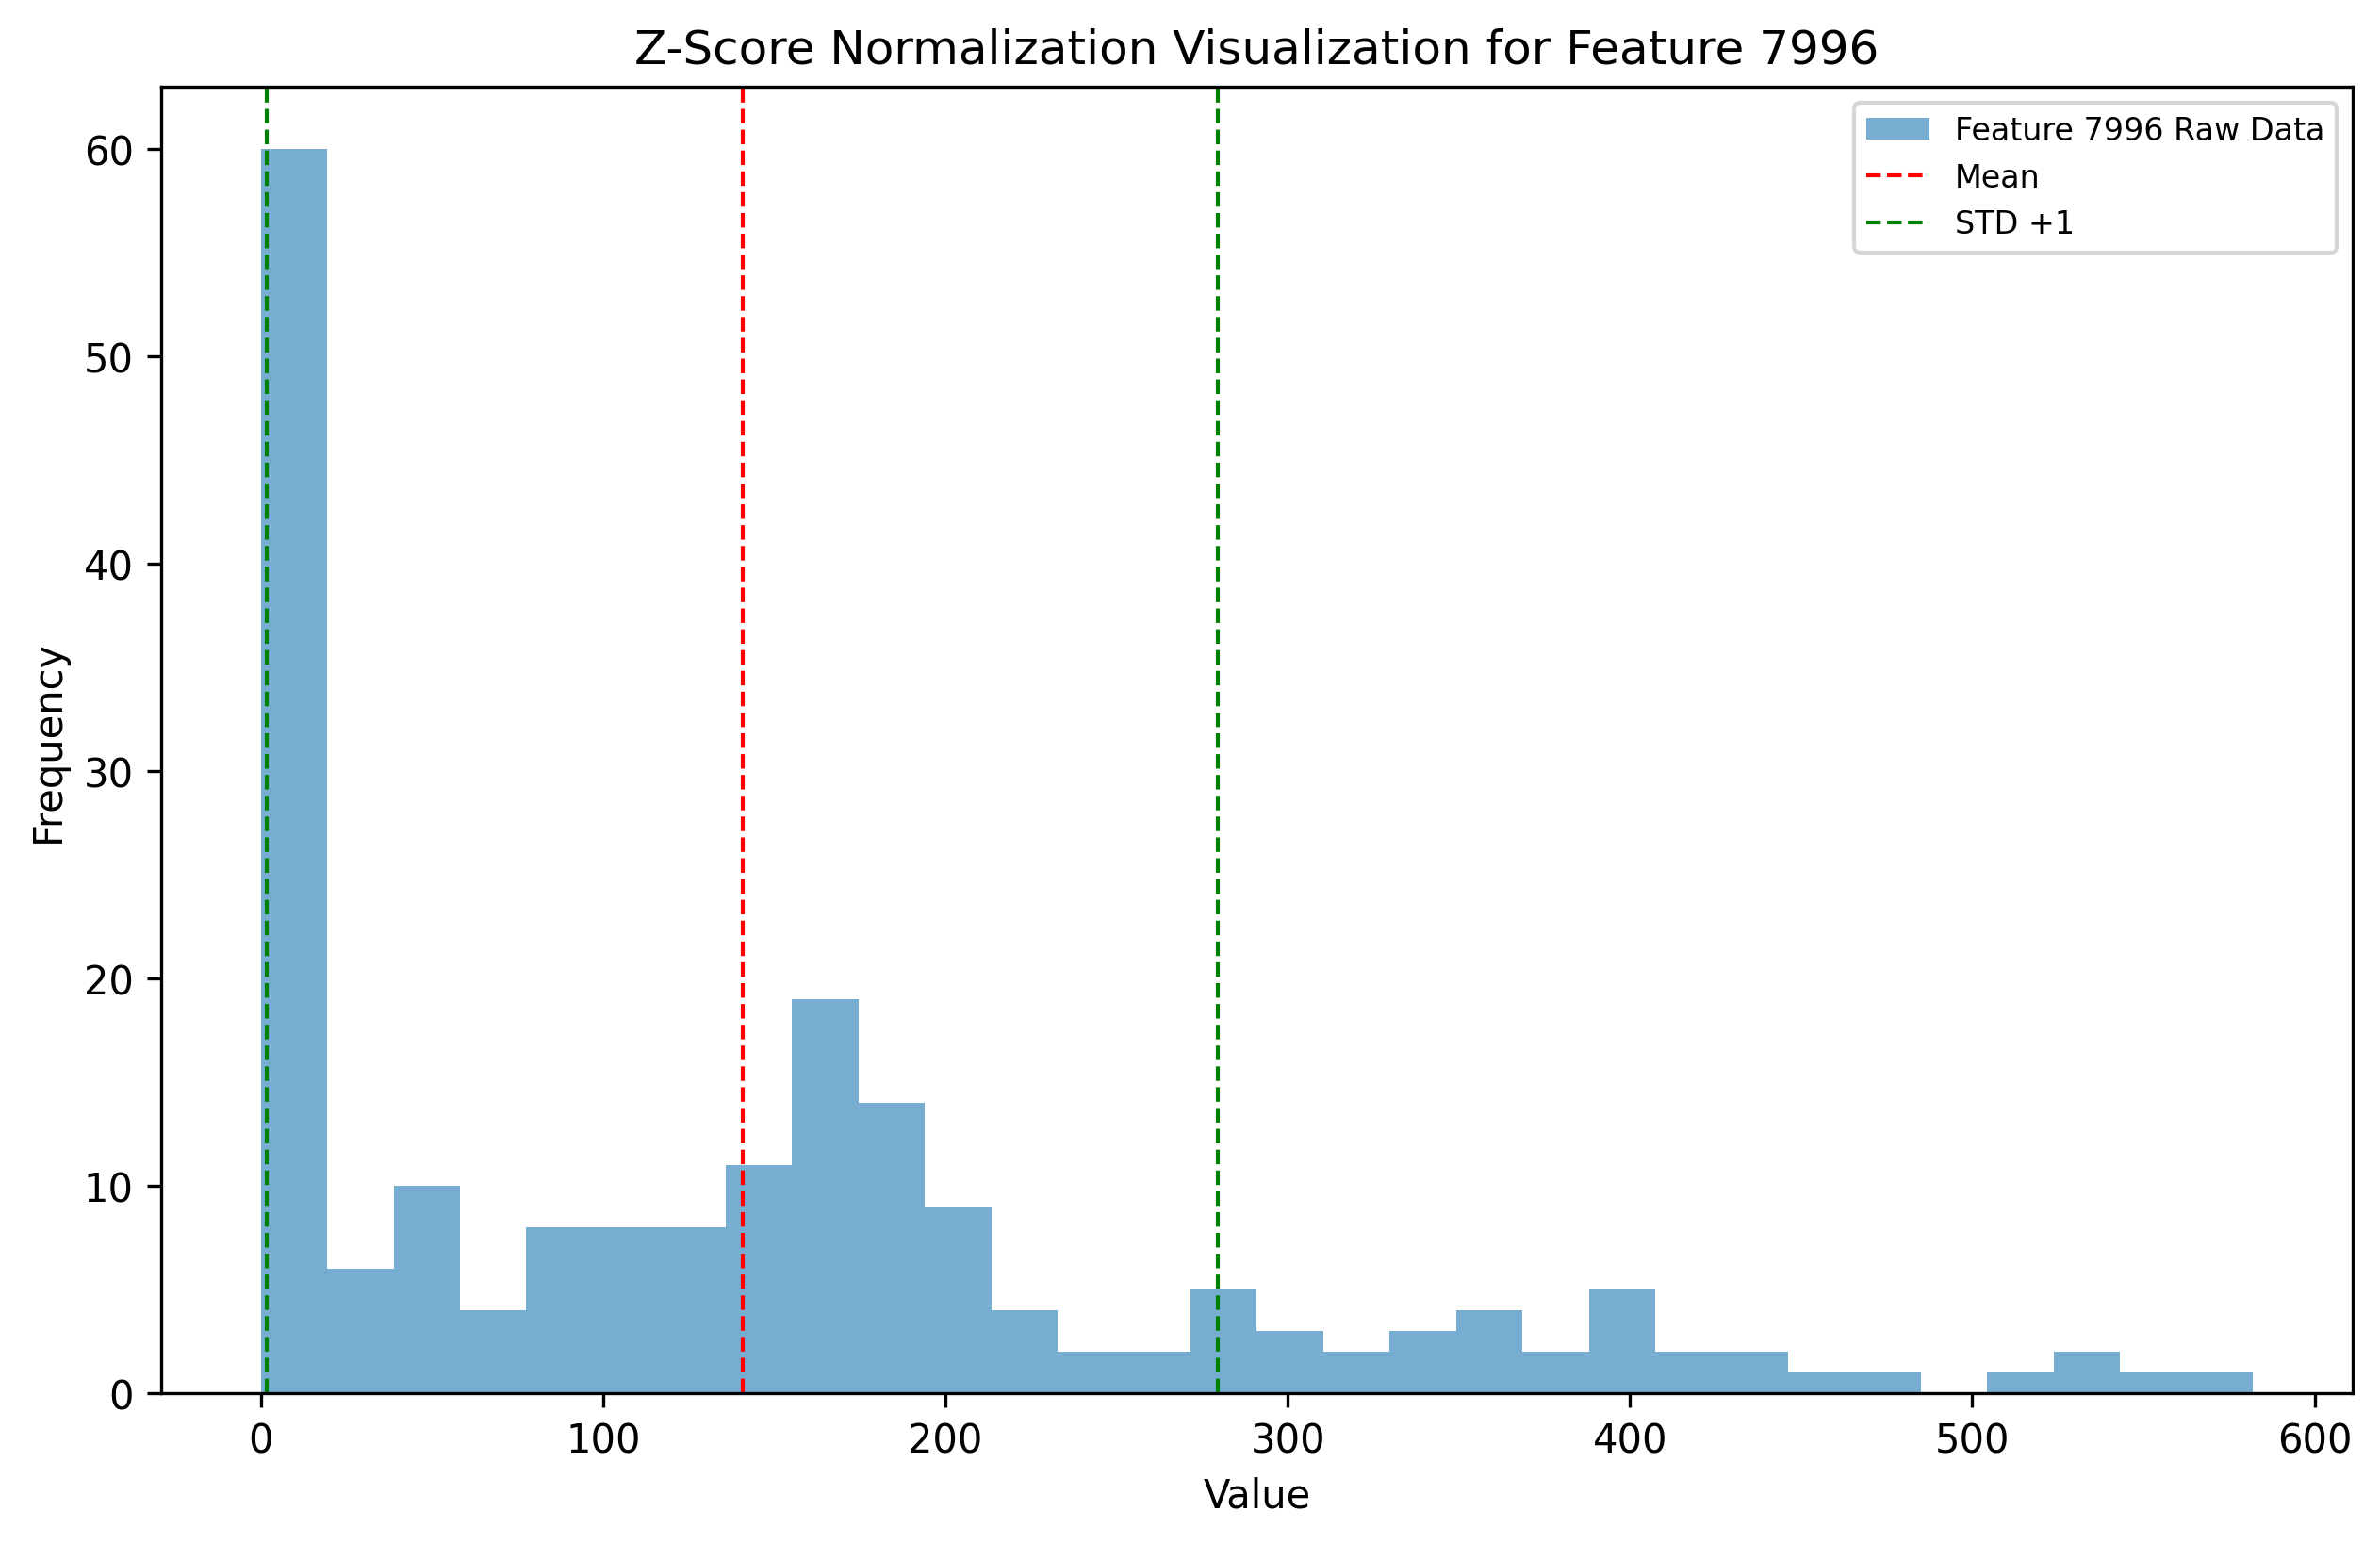 Z-Score Normalization Visualization for Feature 7996
Feature 7996 Raw Data
Mean
STD +1
60
50
40
30
20
10
0
Frequency
0 100 200 300 400 500 600
Value